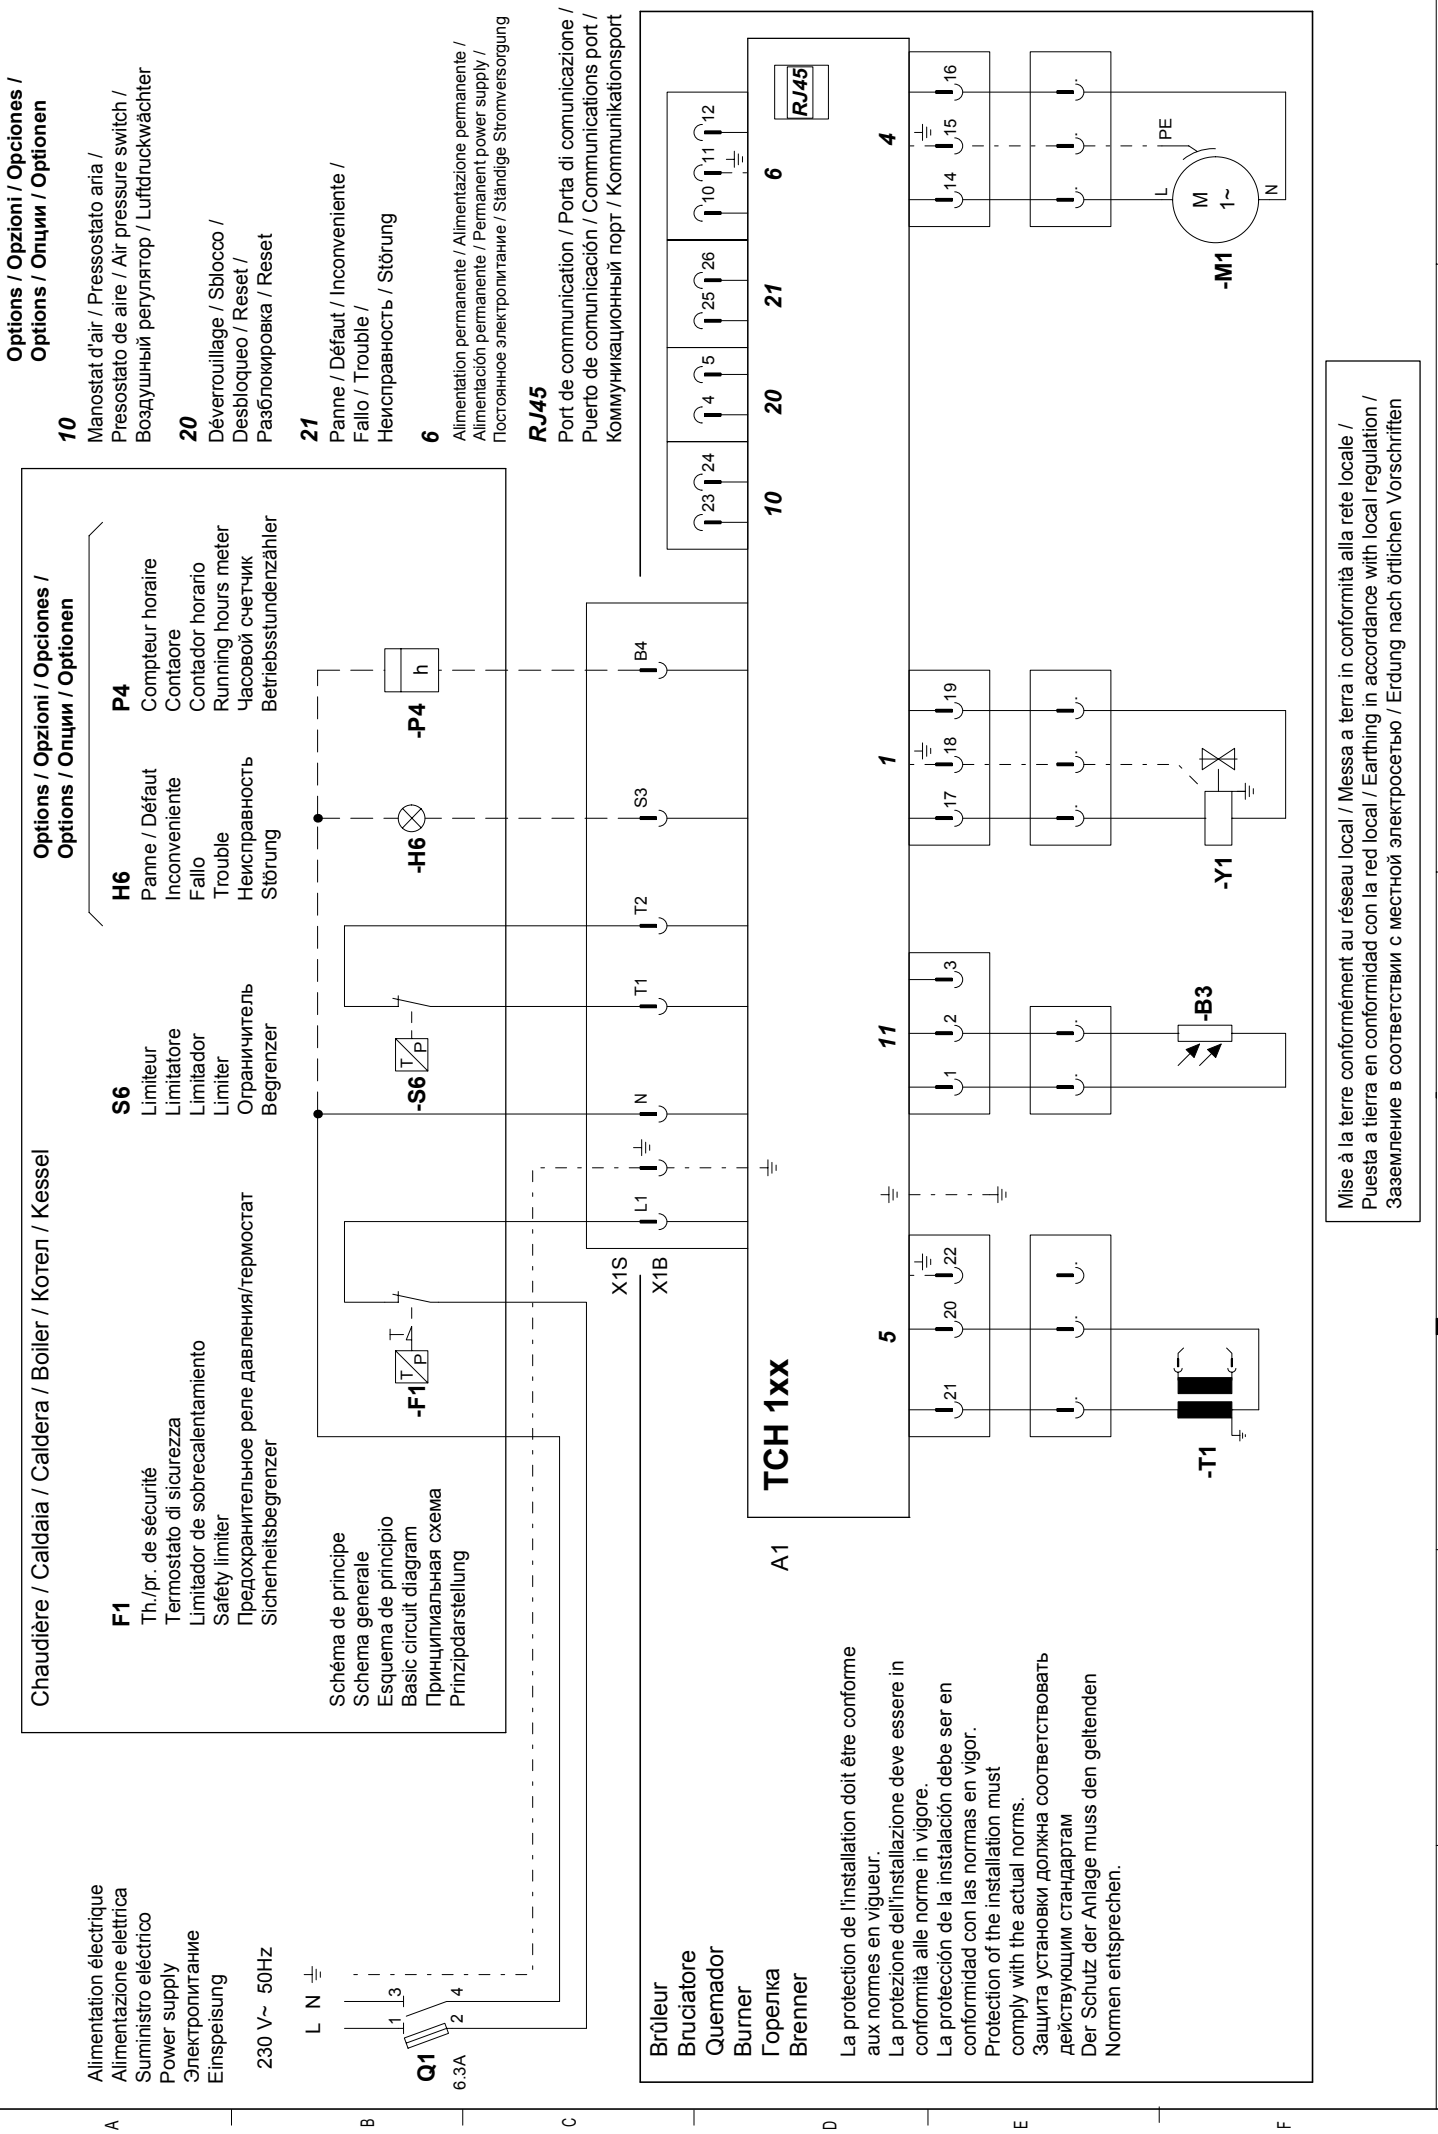 Alimentation électrique
Alimentazione elettrica
Suministro eléctrico
Power supply
Электропитание
Einspeisung
230 V~ 50Hz
L N
1 3
2 4
Q1
6.3A
Chaudière / Caldaia / Caldera / Boiler / Котел / Kessel
F1
Th./pr. de sécurité
Termostato di sicurezza
Limitador de sobrecalentamiento
Safety limiter
Предохранительное реле давления/термостат
Sicherheitsbegrenzer
S6
Limiteur
Limitatore
Limitador
Limiter
Ограничитель
Begrenzer
Options / Opzioni / Opciones /
Options / Опции / Optionen
H6
Panne / Défaut
Inconveniente
Fallo
Trouble
Неисправность
Störung
P4
Compteur horaire
Contaore
Contador horario
Running hours meter
Часовой счетчик
Betriebsstundenzähler
Schéma de principe
Schema generale
Esquema de principio
Basic circuit diagram
Принципиальная схема
Prinzipdarstellung
-F1
T P
-S6
T P
-H6
-P4
h
Options / Opzioni / Opciones /
Options / Опции / Optionen
10
Manostat d'air / Pressostato aria /
Presostato de aire / Air pressure switch /
Воздушный регулятор / Luftdruckwächter
20
Déverrouillage / Sblocco /
Desbloqueo / Reset /
Разблокировка / Reset
21
Panne / Défaut / Inconveniente /
Fallo / Trouble /
Неисправность / Störung
6
Alimentation permanente / Alimentazione permanente /
Alimentación permanente / Permanent power supply /
Постоянное электропитание / Ständige Stromversorgung
RJ45
Port de communication / Porta di comunicazione /
Puerto de comunicación / Communications port /
Коммуникационный порт / Kommunikationsport
X1S
X1B
L1 N T1 T2 S3 B4
23 24 4 5 25 26 10 11 12
10 20 21 6
RJ45
Brûleur
Bruciatore
Quemador
Burner
Горелка
Brenner
A1
TCH 1xx
La protection de l'installation doit être conforme
aux normes en vigueur.
La protezione dell'installazione deve essere in
conformità alle norme in vigore.
La protección de la instalación debe ser en
conformidad con las normas en vigor.
Protection of the installation must
comply with the actual norms.
Защита установки должна соответствовать
действующим стандартам
Der Schutz der Anlage muss den geltenden
Normen entsprechen.
5 11 1 4
21 20 22 1 2 3 17 18 19 14 15 16
-T1
-B3
-Y1
-M1
M
1~
L
N
PE
Mise à la terre conformément au réseau local / Messa a terra in conformità alla rete locale /
Puesta a tierra en conformidad con la red local / Earthing in accordance with local regulation /
Заземление в соответствии с местной электросетью / Erdung nach örtlichen Vorschriften
A
B
C
D
E
F